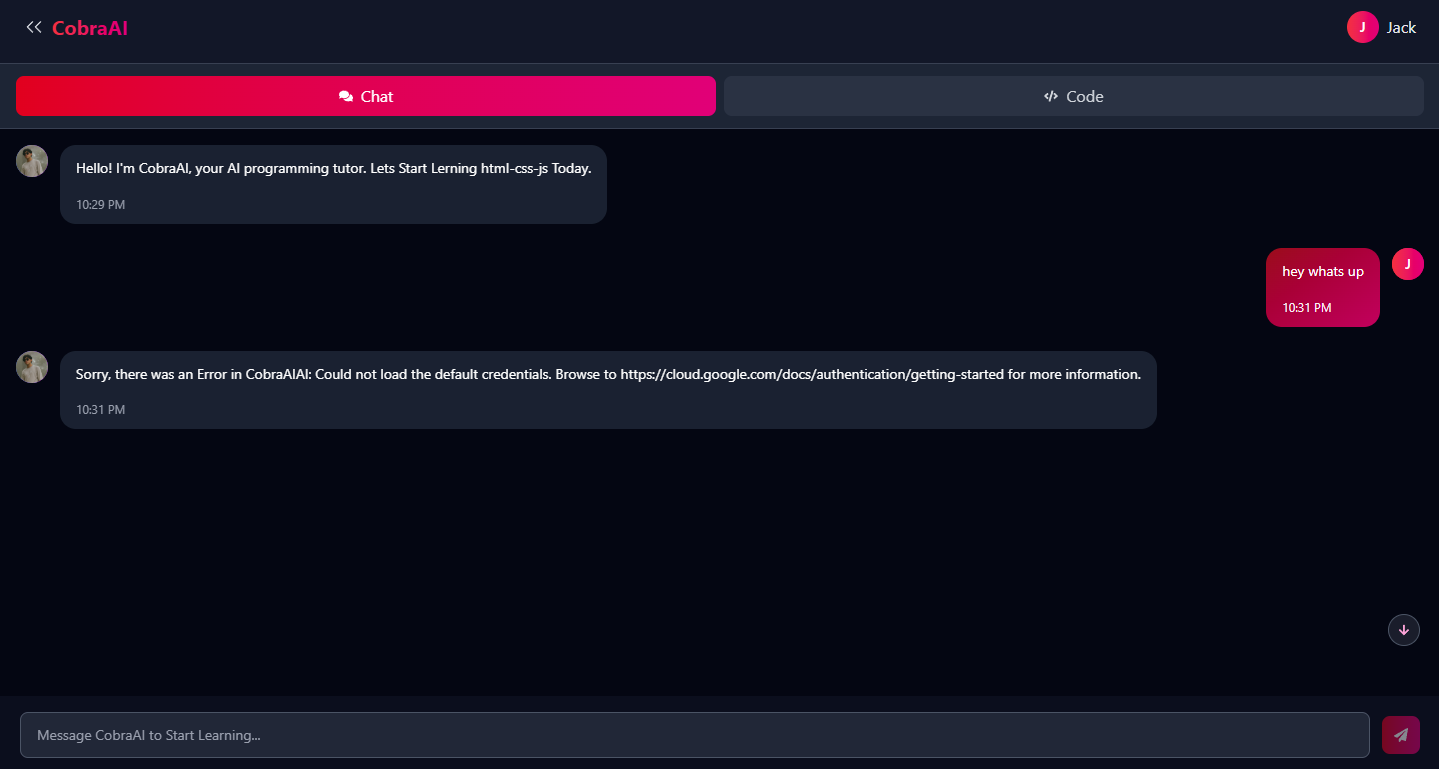 CobraAI
J Jack
Chat
Code
Hello! I'm CobraAI, your AI programming tutor. Lets Start Lerning html-css-js Today.
10:29 PM
hey whats up
J
10:31 PM
Sorry, there was an Error in CobraAIAI: Could not load the default credentials. Browse to https://cloud.google.com/docs/authentication/getting-started for more information.
10:31 PM
Message CobraAI to Start Learning...